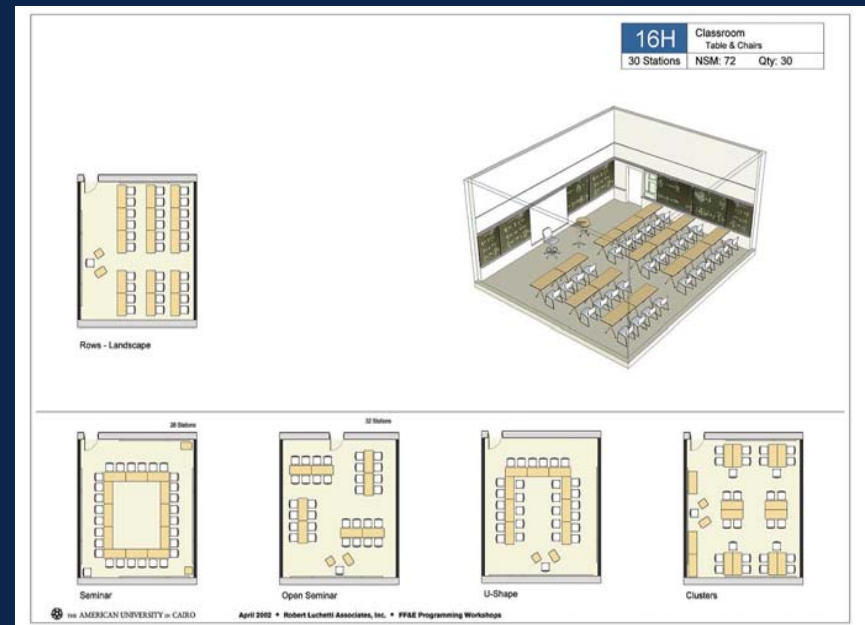 16H
Classroom
Table & Chairs
30 Stations
NSM: 72
Qty: 30
Rows - Landscape
28 Stations
32 Stations
Seminar
Open Seminar
U-Shape
Clusters
THE AMERICAN UNIVERSITY IN CAIRO
April 2002 • Robert Luchetti Associates, Inc. • FF&E Programming Workshops